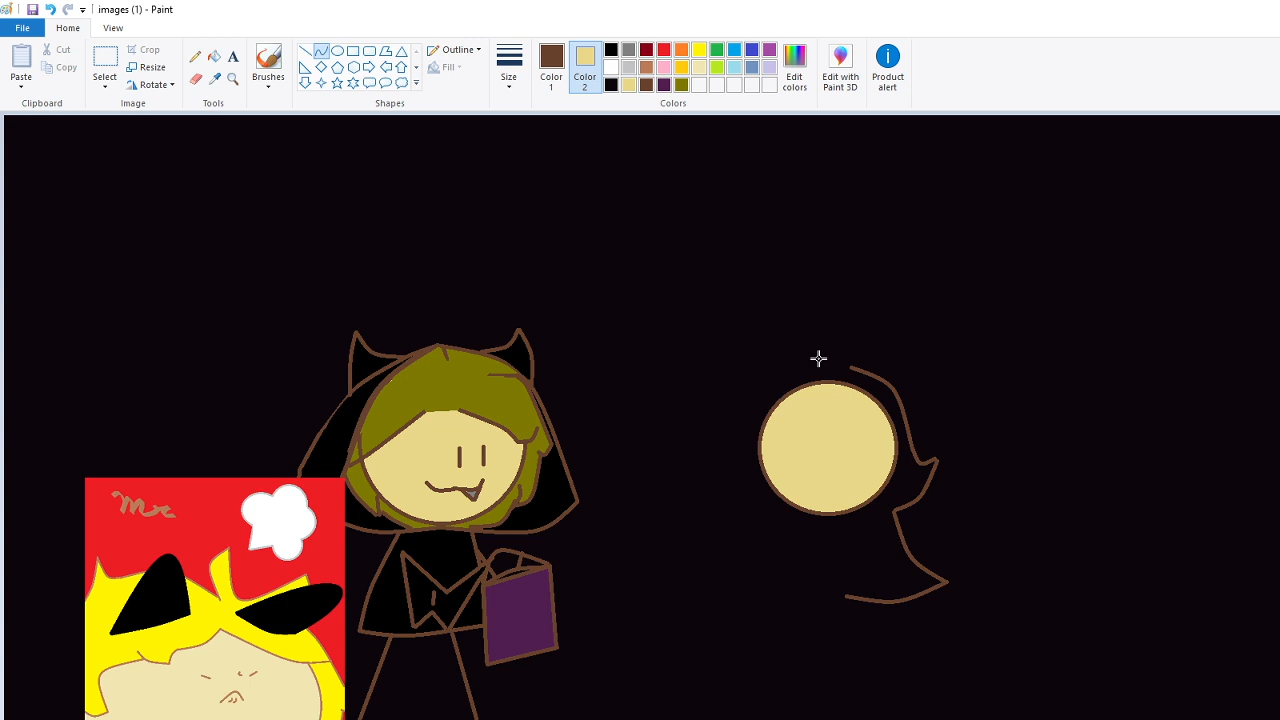 images (1) - Paint
File Home View
Cut
Copy
Paste
Clipboard
Select
Crop
Resize
Rotate
Image
Tools
Brushes
Outline
Fill
Shapes
Size
Color 1
Color 2
Edit colors
Colors
Edit with Paint 3D
Product alert